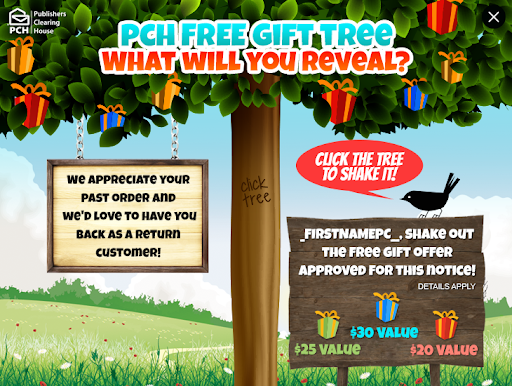 Publishers
Clearing
House
PCH
PCH FREE GIFT TREE
WHAT WILL YOU REVEAL?
WE APPRECIATE YOUR
PAST ORDER AND
WE'D LOVE TO HAVE YOU
BACK AS A RETURN
CUSTOMER!
click
tree
CLICK THE TREE
TO SHAKE IT!
_FIRSTNAMEPC_, SHAKE OUT
THE FREE GIFT OFFER
APPROVED FOR THIS NOTICE!
DETAILS APPLY
$25 VALUE
$30 VALUE
$20 VALUE